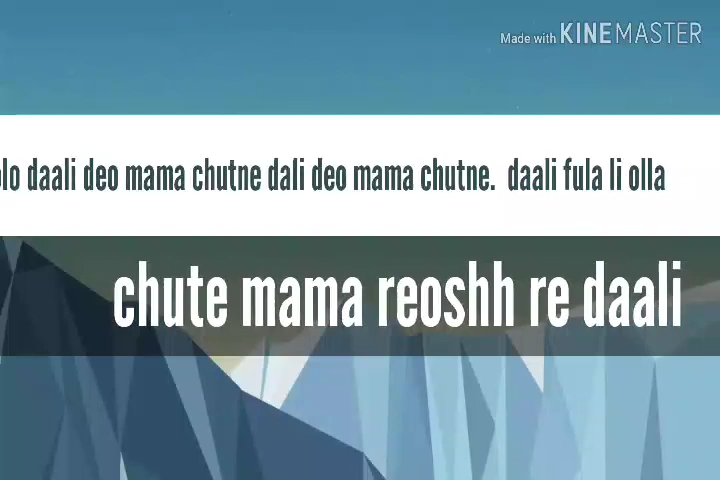 Made with KINEMASTER
olo daali deo mama chutne dali deo mama chutne. daali fula li olla
chute mama reoshh re daali